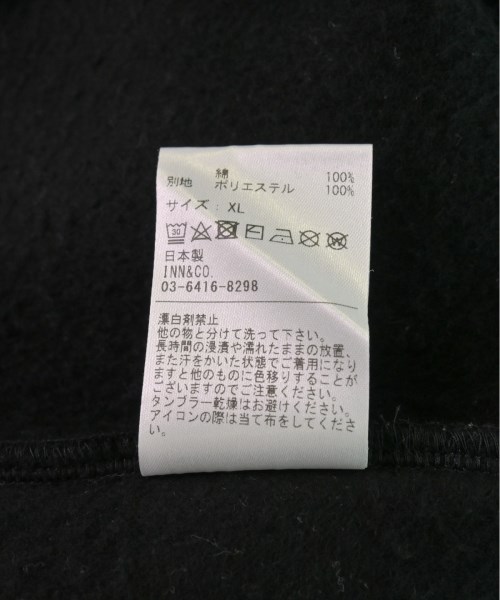 綿 100%
別地 ポリエステル 100%
サイズ: XL
日本製
INN&CO.
03-6416-8298
漂白剤禁止
他の物と分けて洗って下さい。
長時間の浸漬や濡れたままの放置、
また汗をかいた状態でご着用になり
ますと他のものに色移りすることが
ございますのでご注意ください。
タンブラー乾燥はお避けください。
アイロンの際は当て布をしてくださ
い。